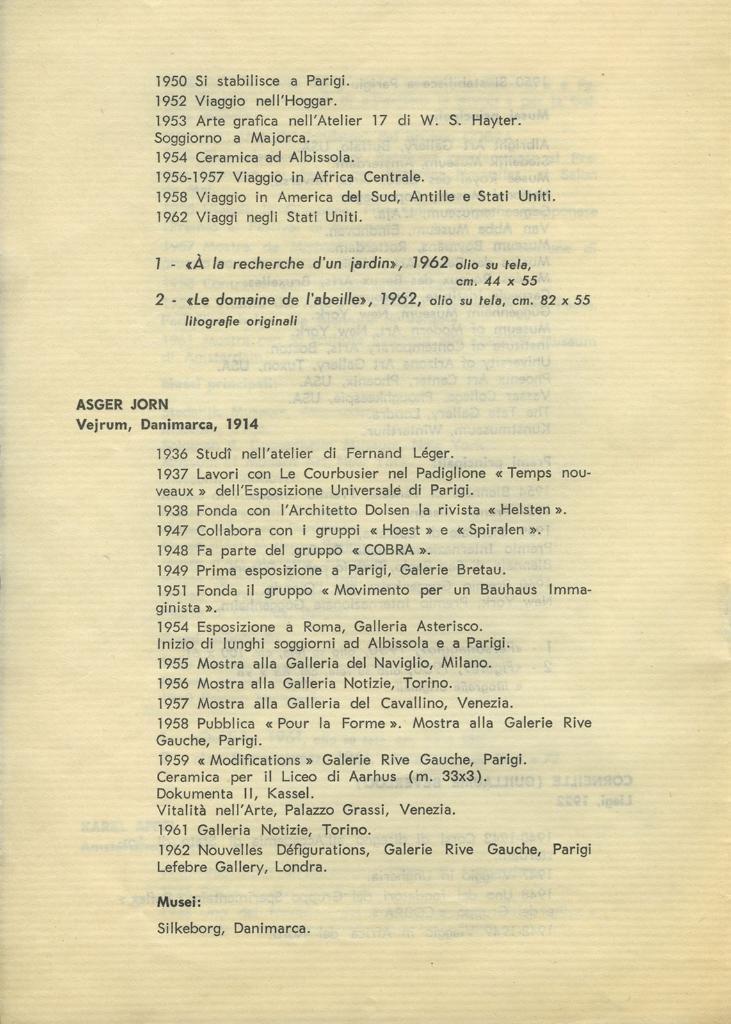 1950 Si stabilisce a Parigi.
1952 Viaggio nell'Hoggar.
1953 Arte grafica nell'Atelier 17 di W. S. Hayter.
Soggiorno a Majorca.
1954 Ceramica ad Albissola.
1956-1957 Viaggio in Africa Centrale.
1958 Viaggio in America del Sud, Antille e Stati Uniti.
1962 Viaggi negli Stati Uniti.
1 - «À la recherche d'un jardin», 1962 olio su tela,
cm. 44 x 55
2 - «Le domaine de l'abeille», 1962, olio su tela, cm. 82 x 55
litografie originali
ASGER JORN
Vejrum, Danimarca, 1914
1936 Studî nell'atelier di Fernand Léger.
1937 Lavori con Le Courbusier nel Padiglione « Temps nou-
veaux » dell'Esposizione Universale di Parigi.
1938 Fonda con l'Architetto Dolsen la rivista « Helsten ».
1947 Collabora con i gruppi « Hoest » e « Spiralen ».
1948 Fa parte del gruppo « COBRA ».
1949 Prima esposizione a Parigi, Galerie Bretau.
1951 Fonda il gruppo « Movimento per un Bauhaus Imma-
ginista ».
1954 Esposizione a Roma, Galleria Asterisco.
Inizio di lunghi soggiorni ad Albissola e a Parigi.
1955 Mostra alla Galleria del Naviglio, Milano.
1956 Mostra alla Galleria Notizie, Torino.
1957 Mostra alla Galleria del Cavallino, Venezia.
1958 Pubblica « Pour la Forme ». Mostra alla Galerie Rive
Gauche, Parigi.
1959 « Modifications » Galerie Rive Gauche, Parigi.
Ceramica per il Liceo di Aarhus (m. 33x3).
Dokumenta II, Kassel.
Vitalità nell'Arte, Palazzo Grassi, Venezia.
1961 Galleria Notizie, Torino.
1962 Nouvelles Défigurations, Galerie Rive Gauche, Parigi
Lefebre Gallery, Londra.
Musei:
Silkeborg, Danimarca.